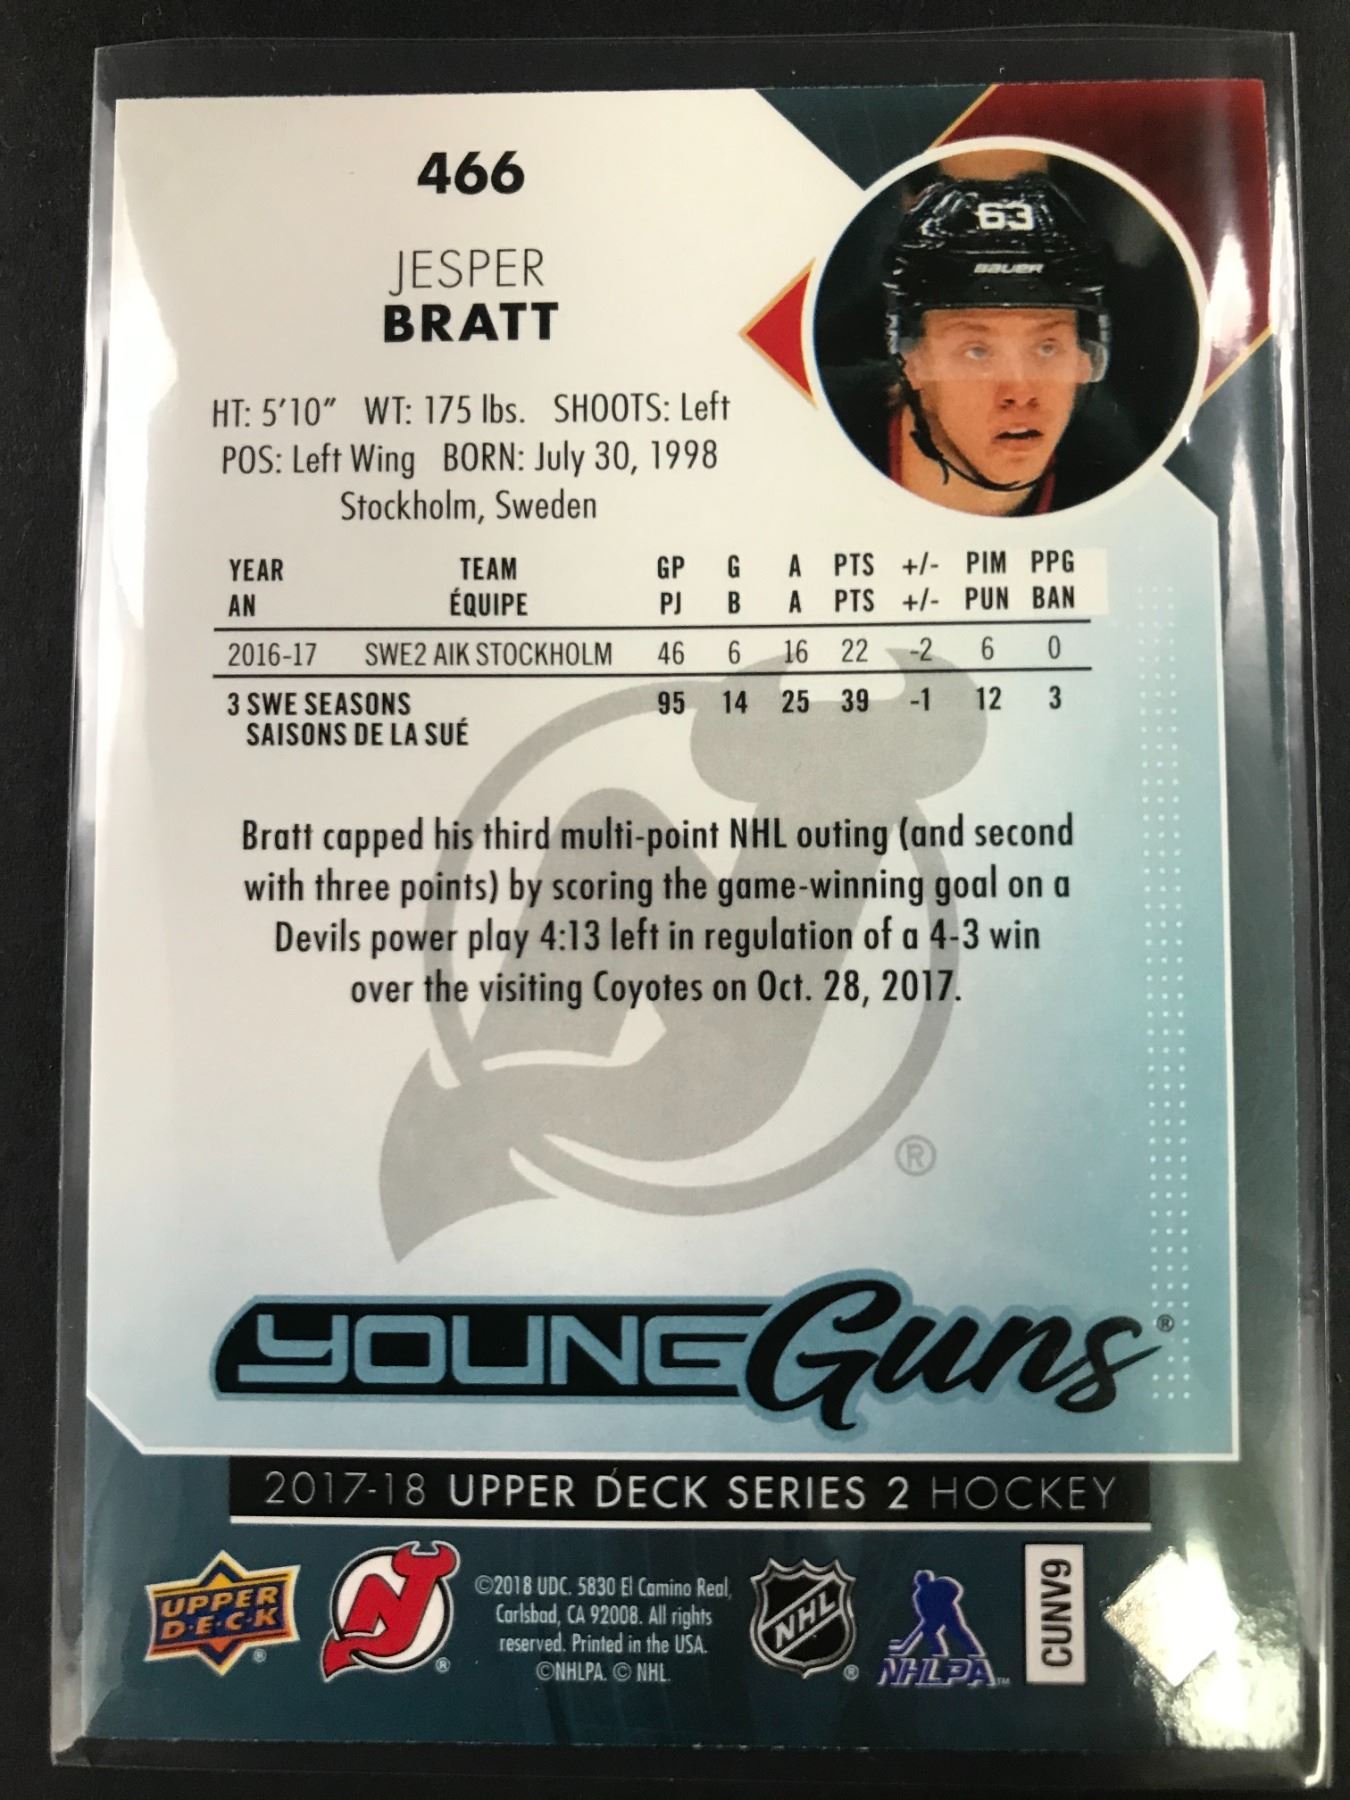 466
63
BAUER
JESPER
BRATT
HT: 5'10" WT: 175 lbs. SHOOTS: Left
POS: Left Wing BORN: July 30, 1998
Stockholm, Sweden
YEAR TEAM GP G A PTS +/- PIM PPG
AN ÉQUIPE PJ B A PTS +/- PUN BAN
2016-17 SWE2 AIK STOCKHOLM 46 6 16 22 -2 6 0
3 SWE SEASONS 95 14 25 39 -1 12 3
SAISONS DE LA SUÉ
Bratt capped his third multi-point NHL outing (and second
with three points) by scoring the game-winning goal on a
Devils power play 4:13 left in regulation of a 4-3 win
over the visiting Coyotes on Oct. 28, 2017.
®
YOUNG Guns®
2017-18 UPPER DECK SERIES 2 HOCKEY
UPPER
DECK®
NJ®
©2018 UDC. 5830 El Camino Real,
Carlsbad, CA 92008. All rights
reserved. Printed in the USA.
©NHLPA. © NHL.
NHL®
NHLPA™
CUNV9